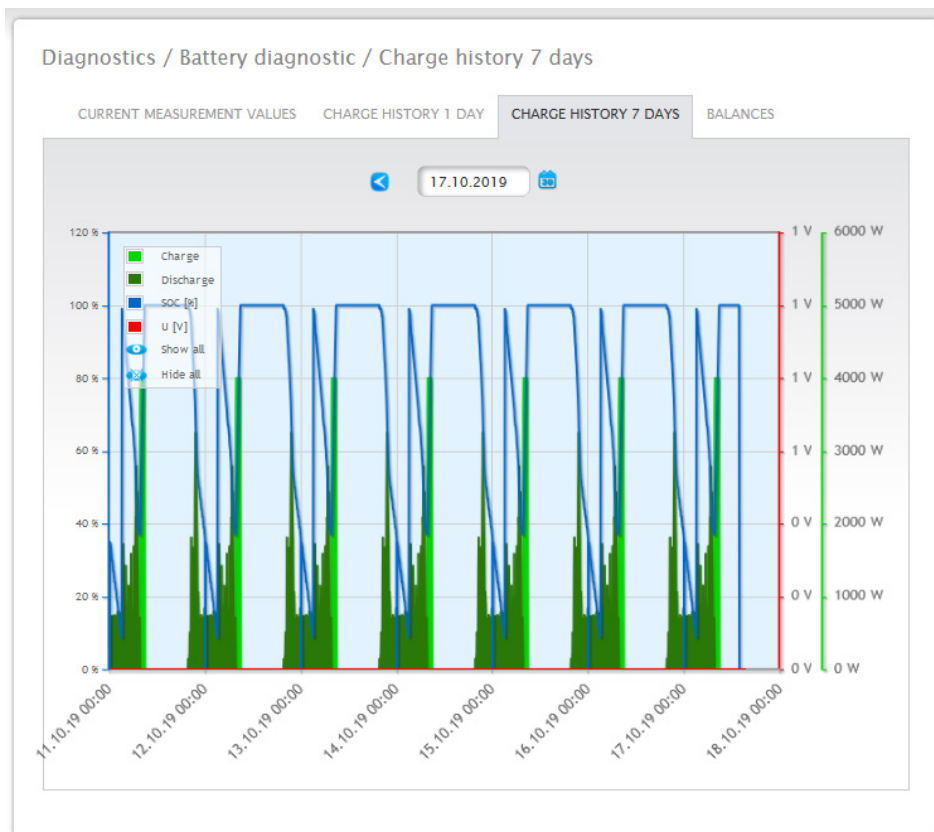 Diagnostics / Battery diagnostic / Charge history 7 days
CURRENT MEASUREMENT VALUES CHARGE HISTORY 1 DAY CHARGE HISTORY 7 DAYS BALANCES
17.10.2019 30
120 % 1 V 6000 W
Charge
Discharge
100 % SOC [%] 1 V 5000 W
U [V]
Show all
80 % Hide all 1 V 4000 W
60 % 1 V 3000 W
40 % 0 V 2000 W
20 % 0 V 1000 W
0 % 0 V 0 W
11.10.19 00:00 12.10.19 00:00 13.10.19 00:00 14.10.19 00:00 15.10.19 00:00 16.10.19 00:00 17.10.19 00:00 18.10.19 00:00